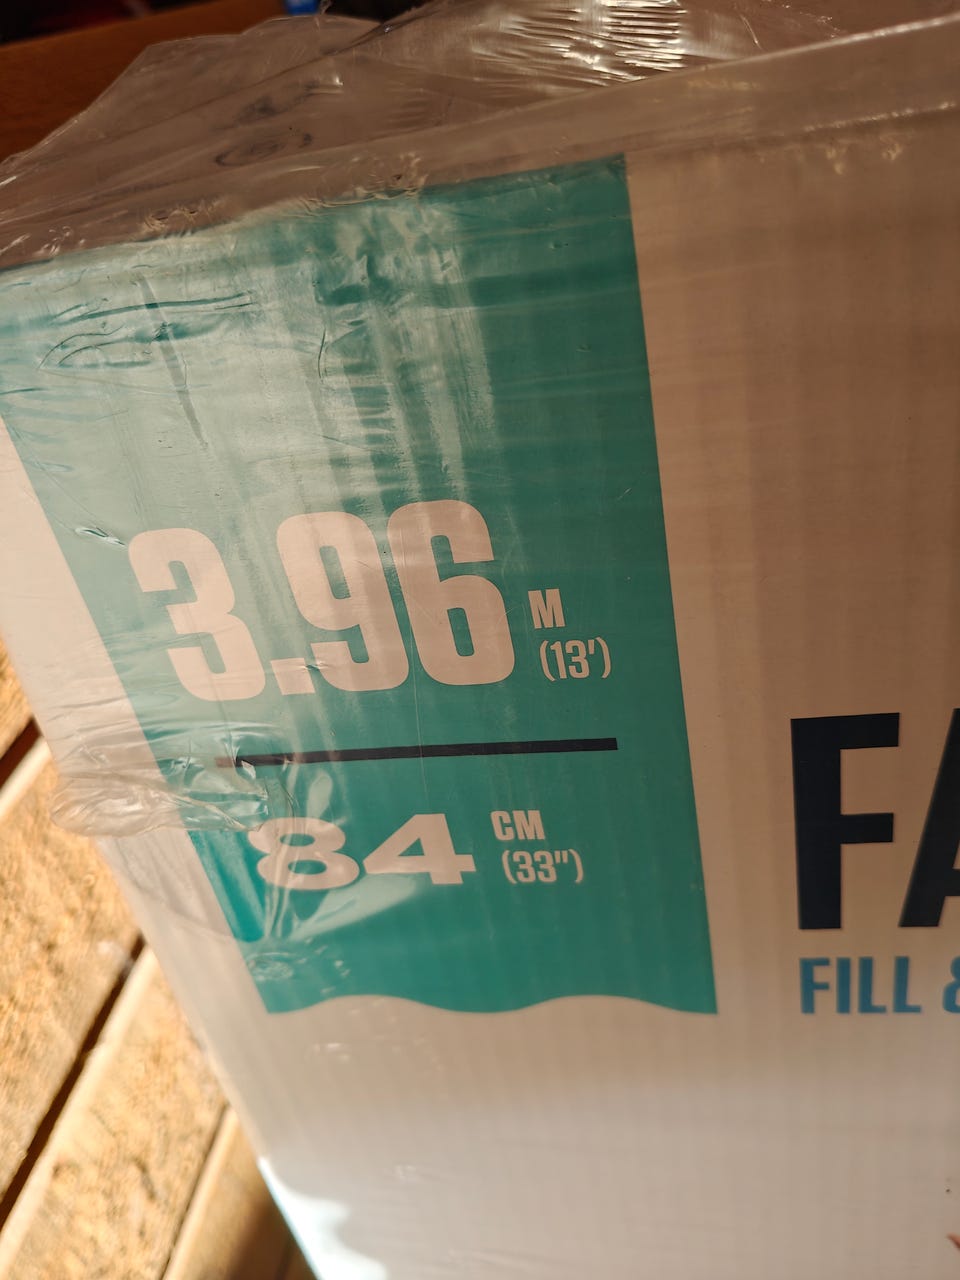 3.96 M
(13')
84 CM
(33")
FA
FILL &